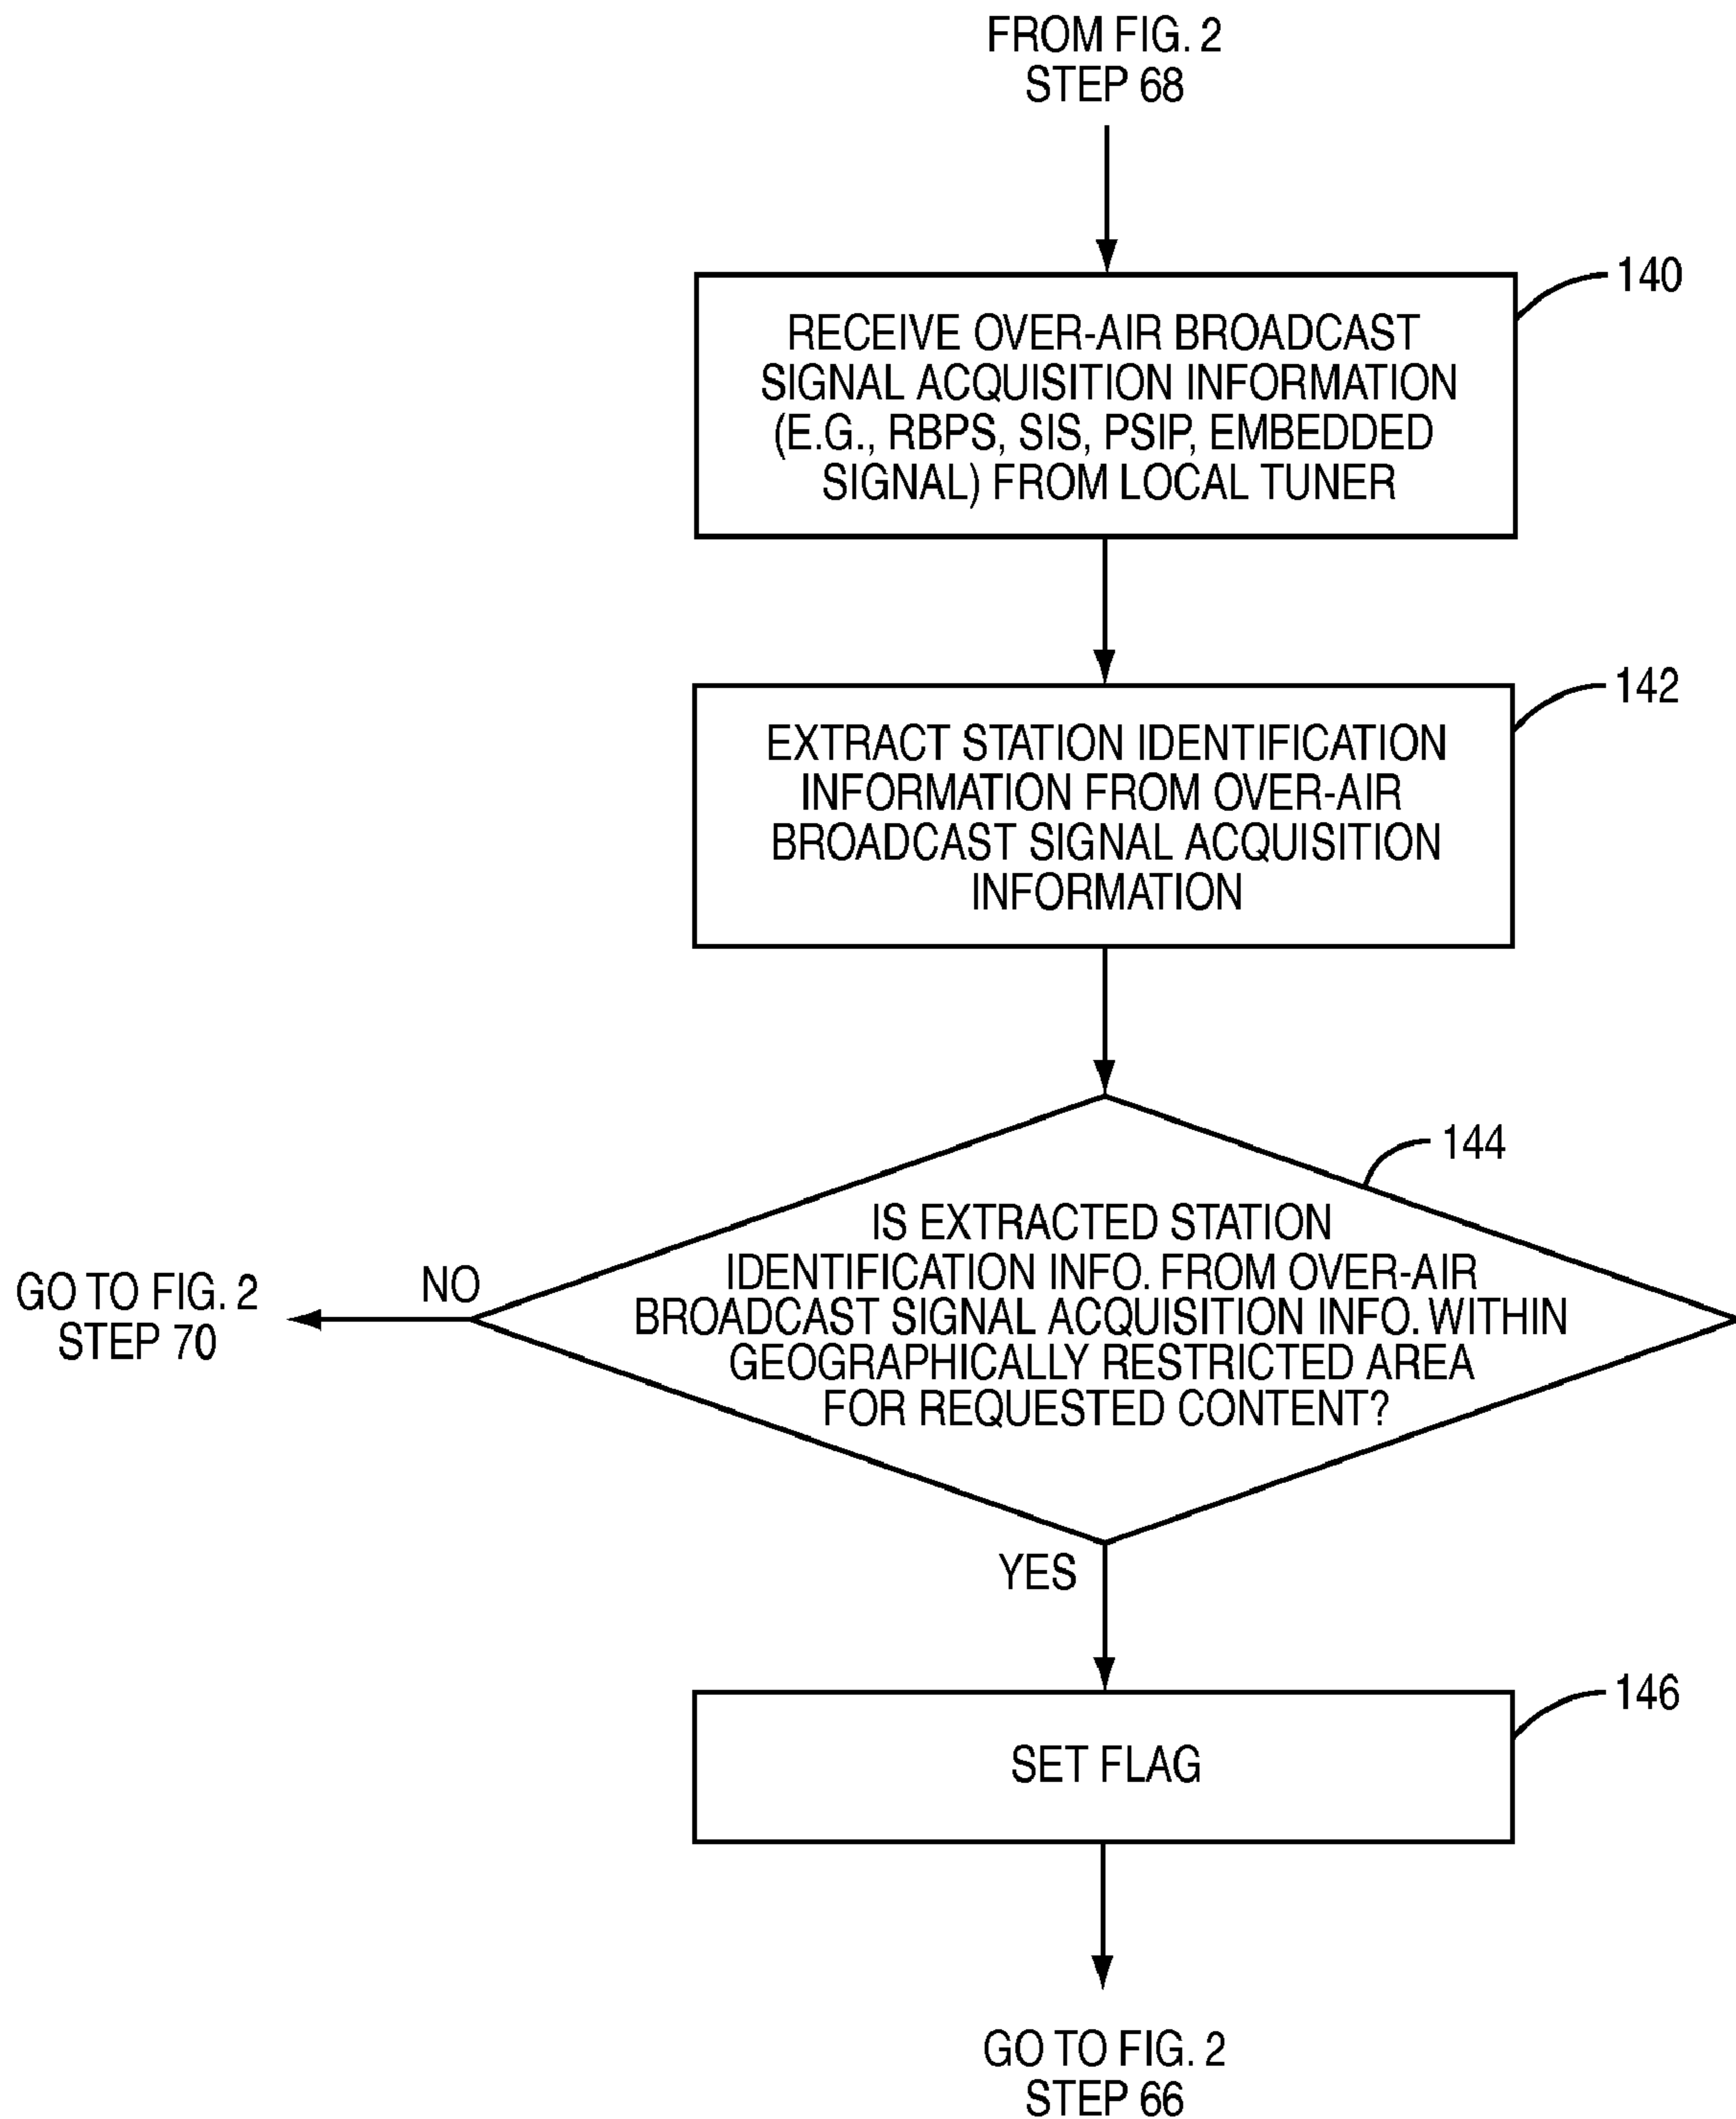 FROM FIG. 2
STEP 68
140
RECEIVE OVER-AIR BROADCAST
SIGNAL ACQUISITION INFORMATION
(E.G., RBPS, SIS, PSIP, EMBEDDED
SIGNAL) FROM LOCAL TUNER
142
EXTRACT STATION IDENTIFICATION
INFORMATION FROM OVER-AIR
BROADCAST SIGNAL ACQUISITION
INFORMATION
144
IS EXTRACTED STATION
IDENTIFICATION INFO. FROM OVER-AIR
BROADCAST SIGNAL ACQUISITION INFO. WITHIN
GEOGRAPHICALLY RESTRICTED AREA
FOR REQUESTED CONTENT?
NO
GO TO FIG. 2
STEP 70
YES
146
SET FLAG
GO TO FIG. 2
STEP 66